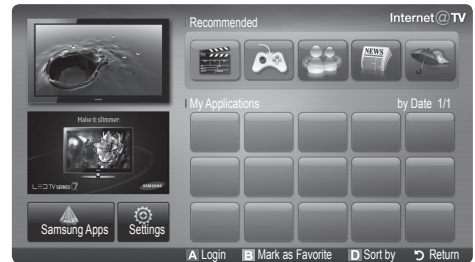 Recommended
Internet@TV
NEWS
My Applications
by Date 1/1
Make it slimmer.
LED TV SERIES 7
SAMSUNG
Samsung Apps
Settings
A Login
B Mark as Favorite
D Sort by
Return